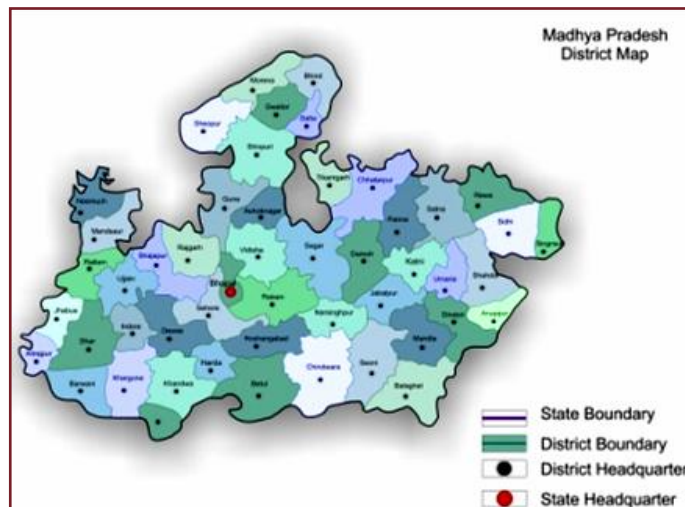 Madhya Pradesh
District Map
Morena
Bhind
Gwalior
Datia
Sheopur
Shivpuri
Tikamgarh
Chhatarpur
Rewa
Guna
Ashoknagar
Panna
Satna
Sidhi
Neemuch
Mandsaur
Rajgarh
Vidisha
Sagar
Damoh
Katni
Umaria
Shahdol
Ratlam
Shajapur
Ujjain
Bhopal
Raisen
Jabalpur
Jhabua
Sehore
Narsinghpur
Dindori
Anuppur
Dhar
Indore
Dewas
Hoshangabad
Mandla
Alirajpur
Harda
Chindwara
Seoni
Barwani
Khargone
Khandwa
Betul
Balaghat
State Boundary
District Boundary
District Headquarter
State Headquarter